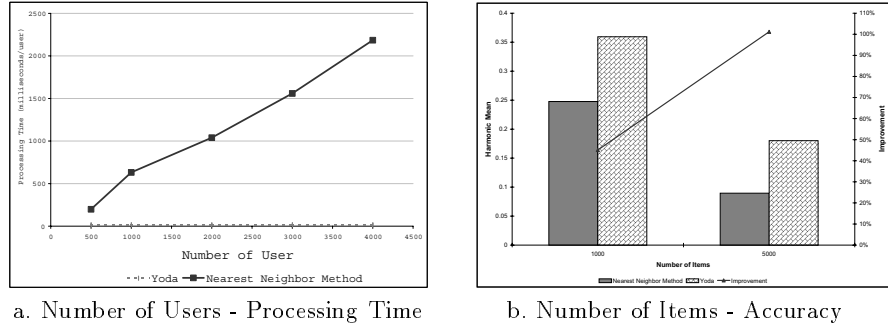 2500
2000
1500
1000
500
0
Processing Time (milliseconds/user)
0 500 1000 1500 2000 2500 3000 3500 4000 4500
Number of User
Yoda Nearest Neighbor Method
a. Number of Users - Processing Time
0.4
0.35
0.3
0.25
0.2
0.15
0.1
0.05
0
Harmonic Mean
110%
100%
90%
80%
70%
60%
50%
40%
30%
20%
10%
0%
Improvement
1000 5000
Number of Items
Nearest Neighbor Method Yoda Improvement
b. Number of Items - Accuracy